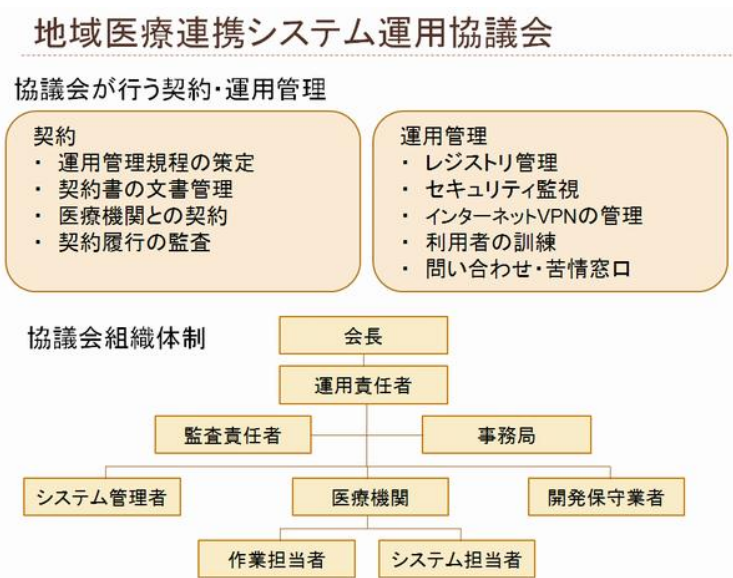 地域医療連携システム運用協議会
協議会が行う契約・運用管理
契約
・ 運用管理規程の策定
・ 契約書の文書管理
・ 医療機関との契約
・ 契約履行の監査
運用管理
・ レジストリ管理
・ セキュリティ監視
・ インターネットVPNの管理
・ 利用者の訓練
・ 問い合わせ・苦情窓口
協議会組織体制
会長
運用責任者
監査責任者
事務局
システム管理者
医療機関
開発保守業者
作業担当者
システム担当者